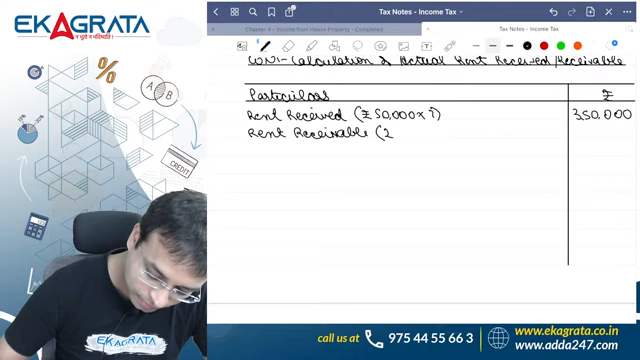 EKAGRATA
Chapter 4 - Income from House Property - Completed
Tax Notes - Income Tax
Tax Notes - Income Tax
WN1- Calculation of Actual Rent Received/Receivable
Particulars ₹
Rent Received (₹ 50,000 x 7) 350,000
Rent Receivable (2
A B
%
EKAGRATA
call us at 975 44 55 66 3
www.ekagrata.co.in
www.adda247.com